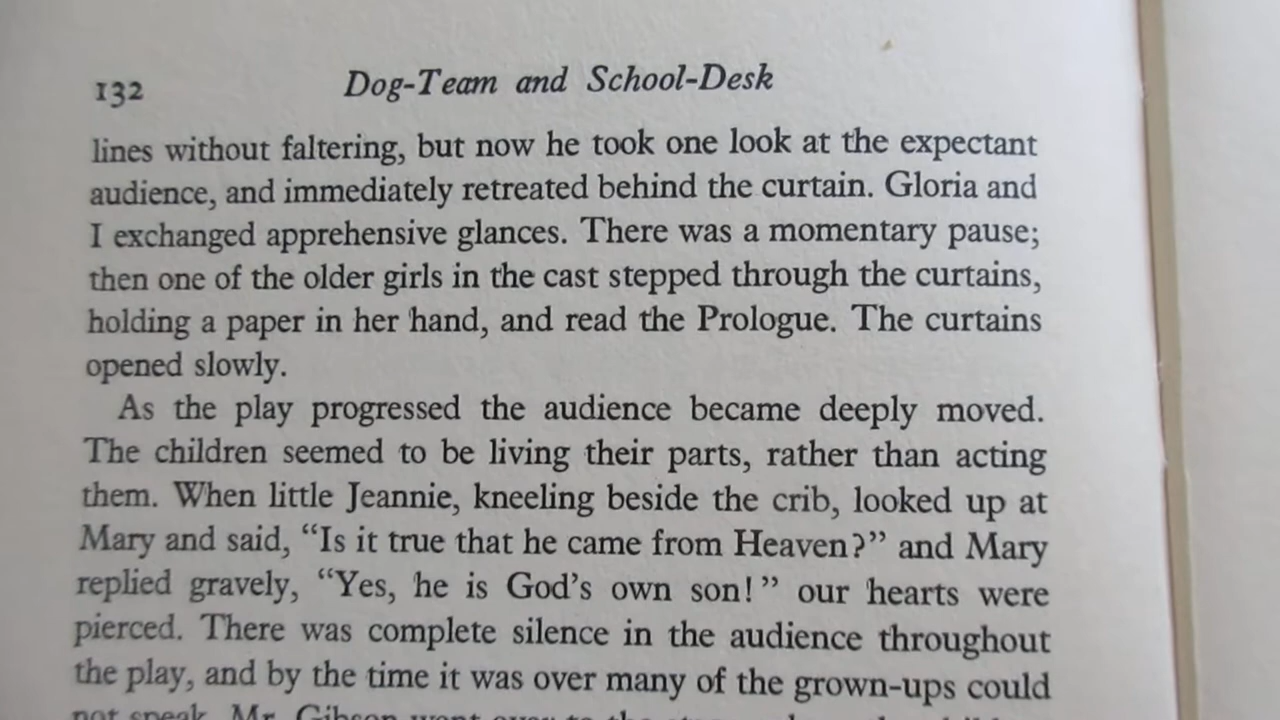 132 Dog-Team and School-Desk
lines without faltering, but now he took one look at the expectant
audience, and immediately retreated behind the curtain. Gloria and
I exchanged apprehensive glances. There was a momentary pause;
then one of the older girls in the cast stepped through the curtains,
holding a paper in her hand, and read the Prologue. The curtains
opened slowly.
As the play progressed the audience became deeply moved.
The children seemed to be living their parts, rather than acting
them. When little Jeannie, kneeling beside the crib, looked up at
Mary and said, “Is it true that he came from Heaven?” and Mary
replied gravely, “Yes, he is God’s own son!” our hearts were
pierced. There was complete silence in the audience throughout
the play, and by the time it was over many of the grown-ups could
not speak. Mr. Gibson went over to the